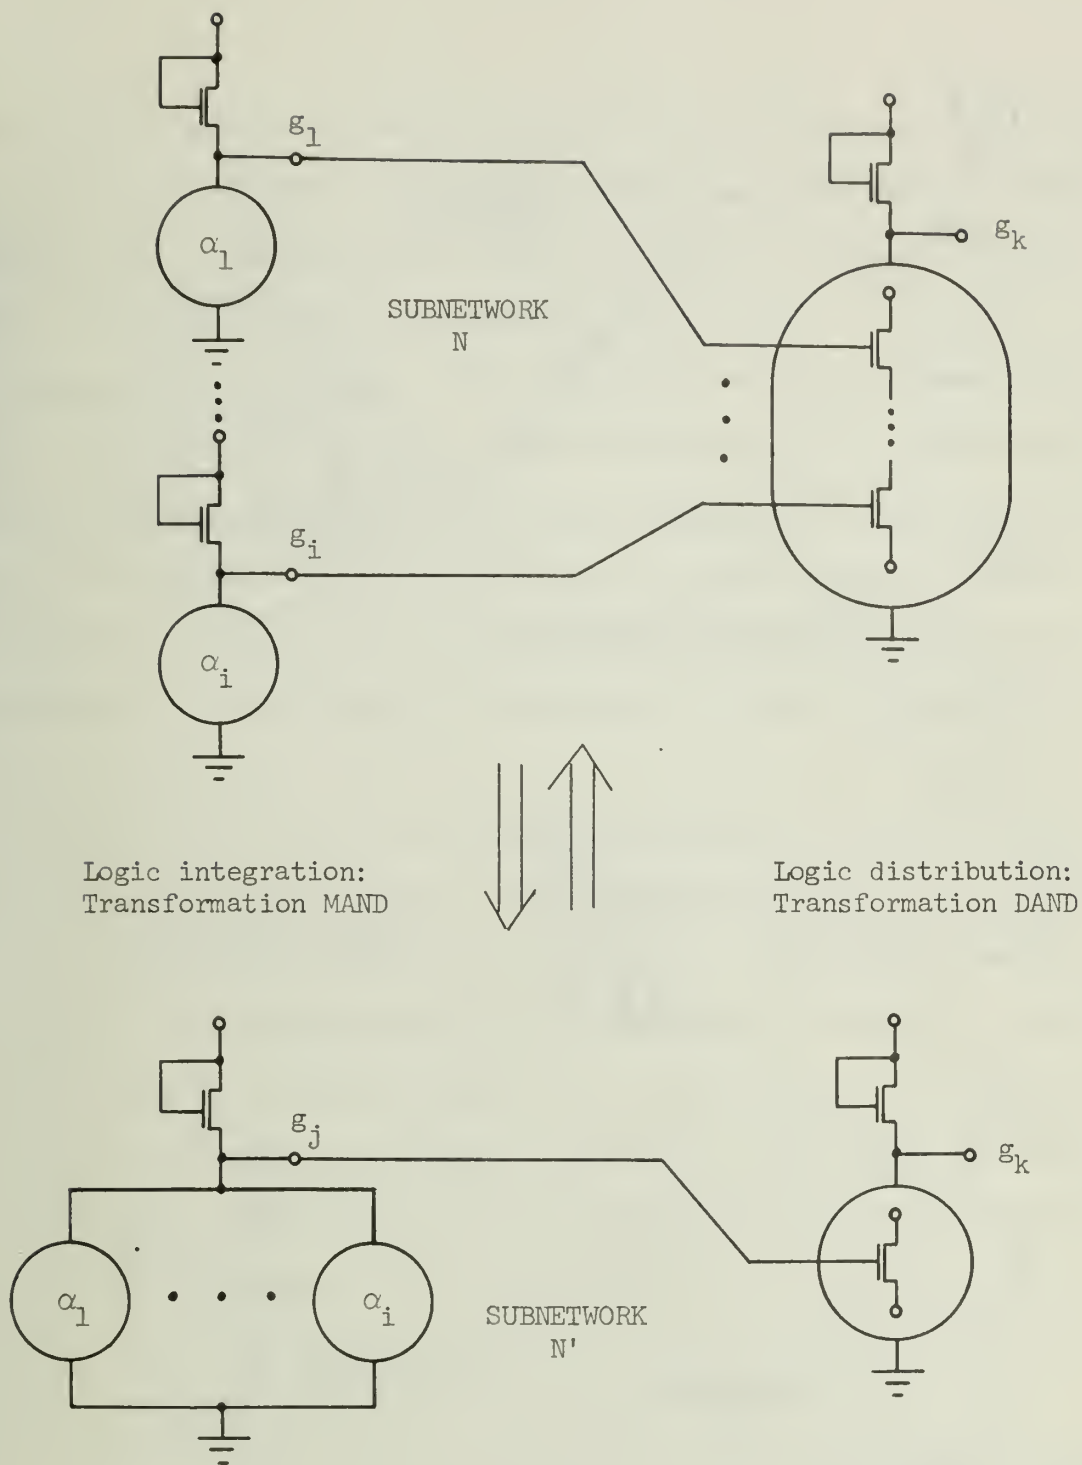 g1
gk
α1
SUBNETWORK
N
gi
αi
Logic integration:
Transformation MAND
Logic distribution:
Transformation DAND
gj
gk
α1
αi
SUBNETWORK
N'